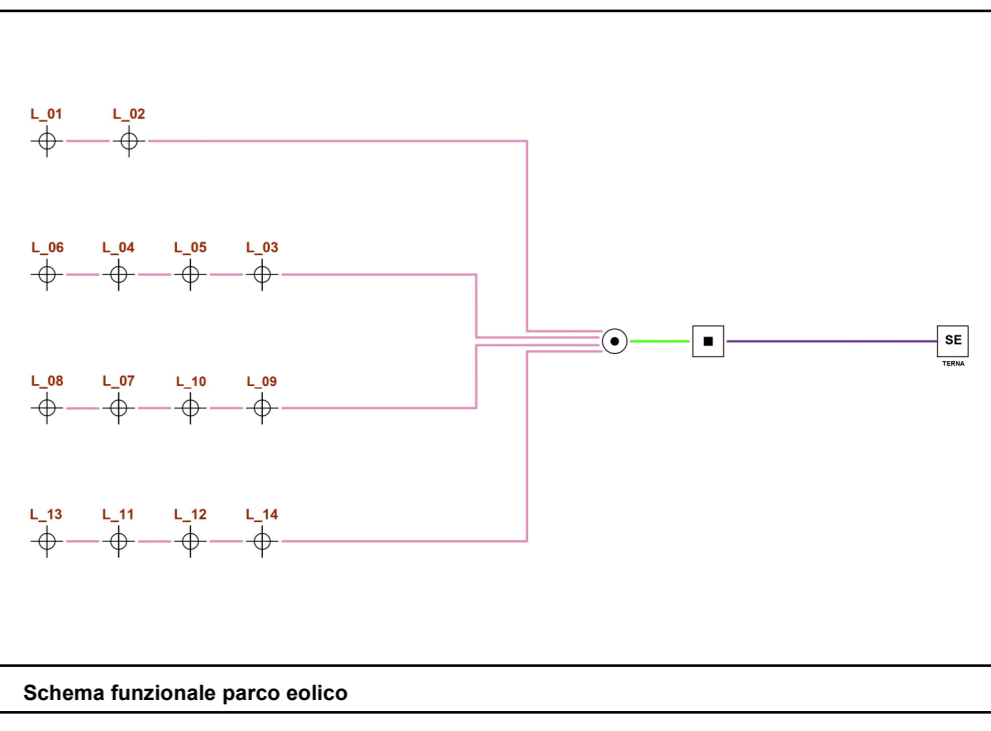 L_01 L_02
L_06 L_04 L_05 L_03
SE
TERNA
L_08 L_07 L_10 L_09
L_13 L_11 L_12 L_14
Schema funzionale parco eolico